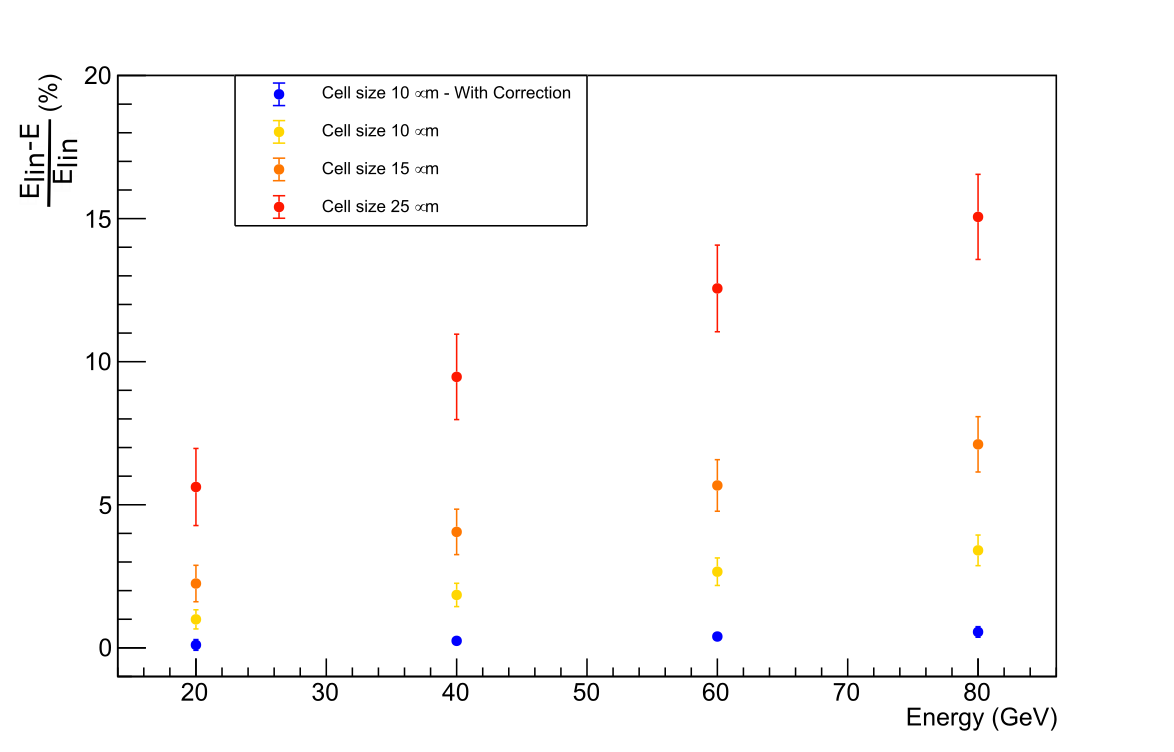 20
15
10
5
0
Elin-E
Elin
(%)
Cell size 10 ∝m - With Correction
Cell size 10 ∝m
Cell size 15 ∝m
Cell size 25 ∝m
20 30 40 50 60 70 80
Energy (GeV)